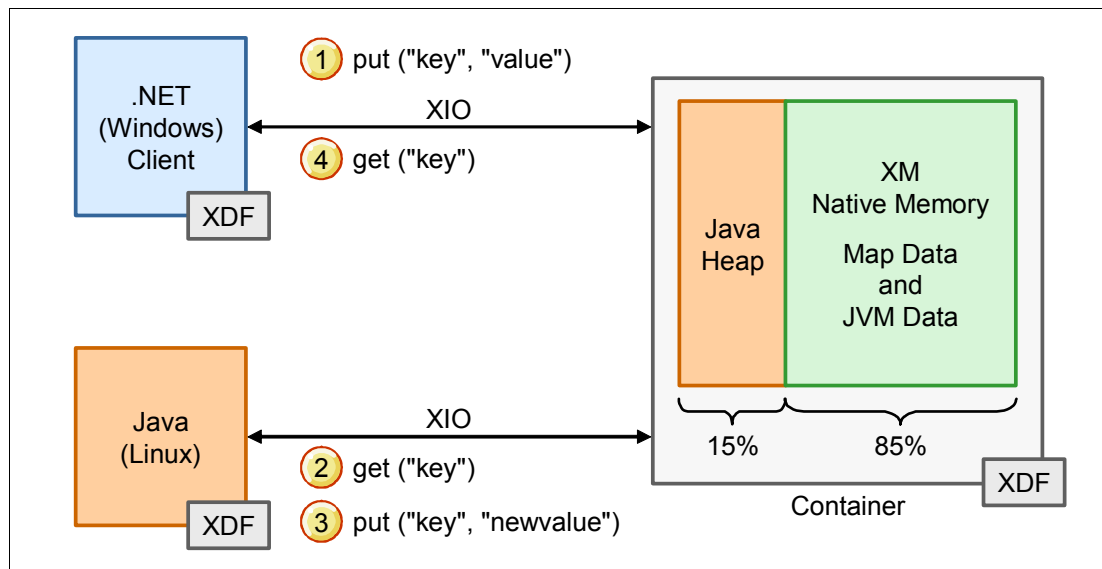 1 put ("key", "value")
.NET
(Windows)
Client
XDF
XIO
4 get ("key")
Java
Heap
XM
Native Memory
Map Data
and
JVM Data
15%
85%
XDF
Container
Java
(Linux)
XDF
XIO
2 get ("key")
3 put ("key", "newvalue")